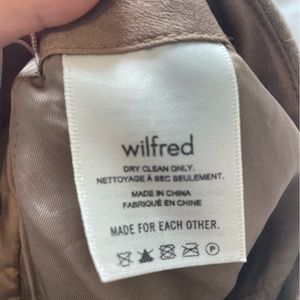 wilfred
DRY CLEAN ONLY.
NETTOYAGE À SEC SEULEMENT.
MADE IN CHINA
FABRIQUÉ EN CHINE
MADE FOR EACH OTHER.
P